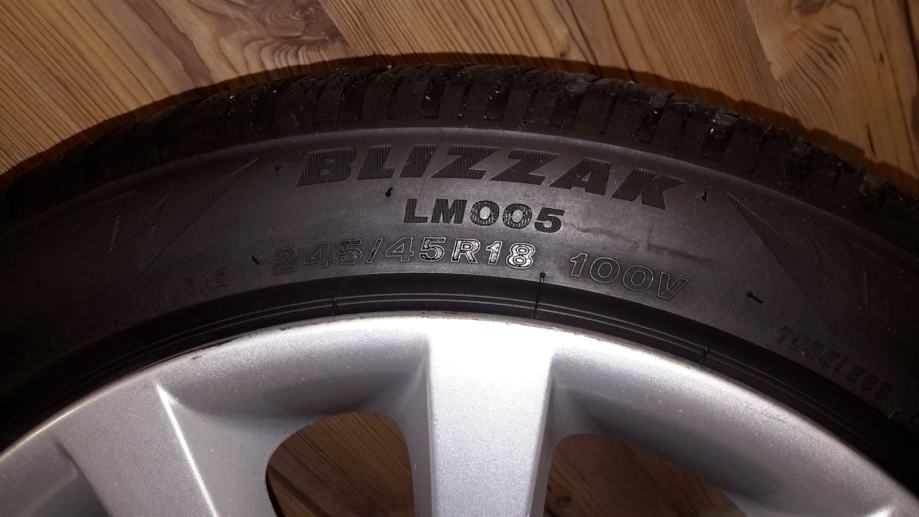 BLIZZAK
LM005
245/45R18 100V
TUBELESS